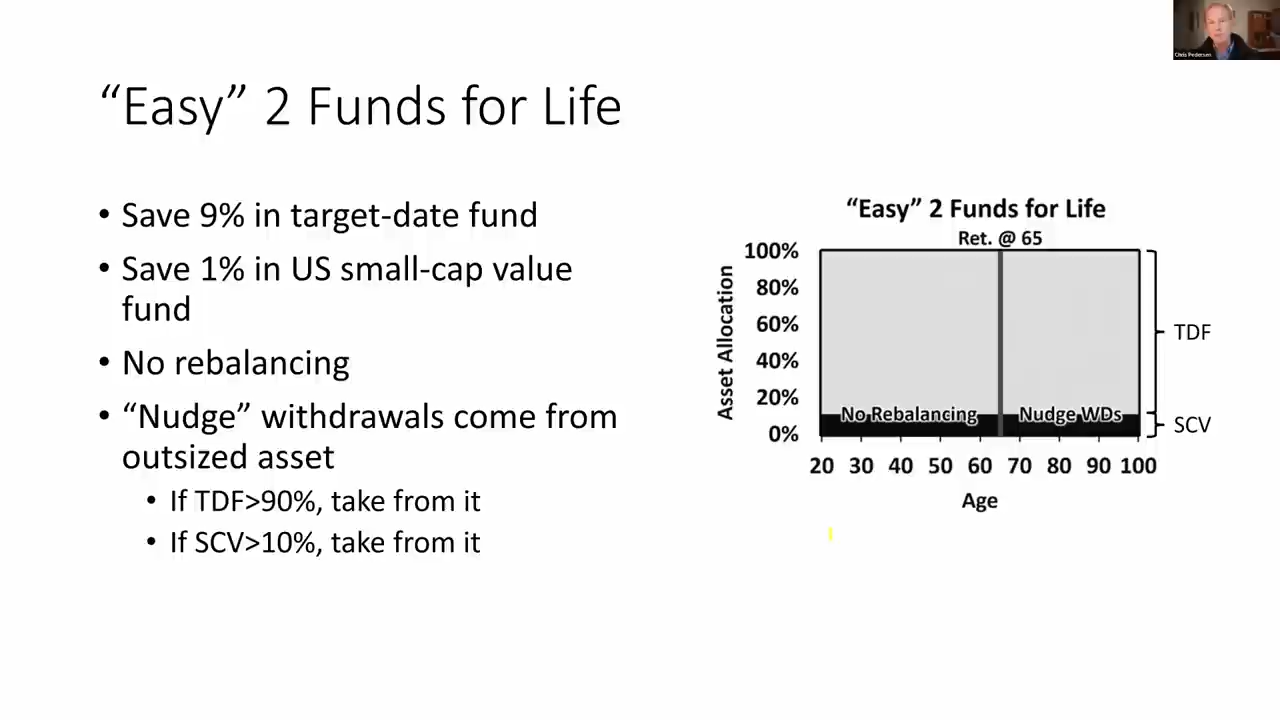 Chris Pedersen
“Easy” 2 Funds for Life
• Save 9% in target-date fund
• Save 1% in US small-cap value
fund
• No rebalancing
• “Nudge” withdrawals come from
outsized asset
• If TDF>90%, take from it
• If SCV>10%, take from it
“Easy” 2 Funds for Life
Ret. @ 65
Asset Allocation
100%
80%
60%
40%
20%
0%
No Rebalancing
Nudge WDs
TDF
SCV
20 30 40 50 60 70 80 90 100
Age